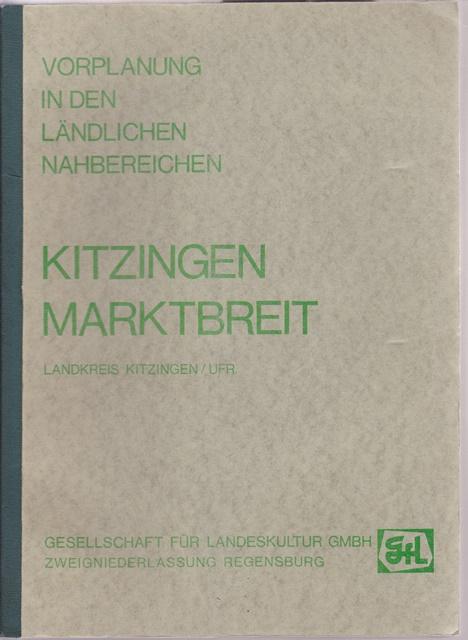 VORPLANUNG
IN DEN
LÄNDLICHEN
NAHBEREICHEN
KITZINGEN
MARKTBREIT
LANDKREIS KITZINGEN / UFR.
GESELLSCHAFT FÜR LANDESKULTUR GMBH
ZWEIGNIEDERLASSUNG REGENSBURG
GfL